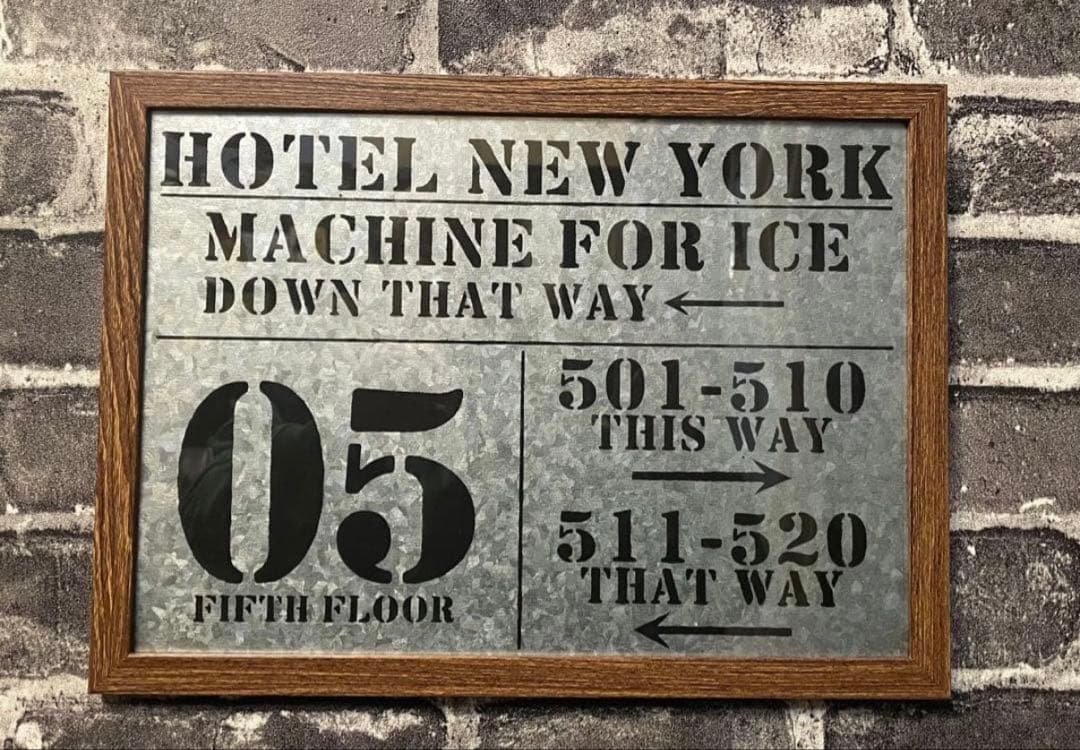 HOTEL NEW YORK
MACHINE FOR ICE
DOWN THAT WAY ←
05
FIFTH FLOOR
501-510
THIS WAY
→
511-520
THAT WAY
←